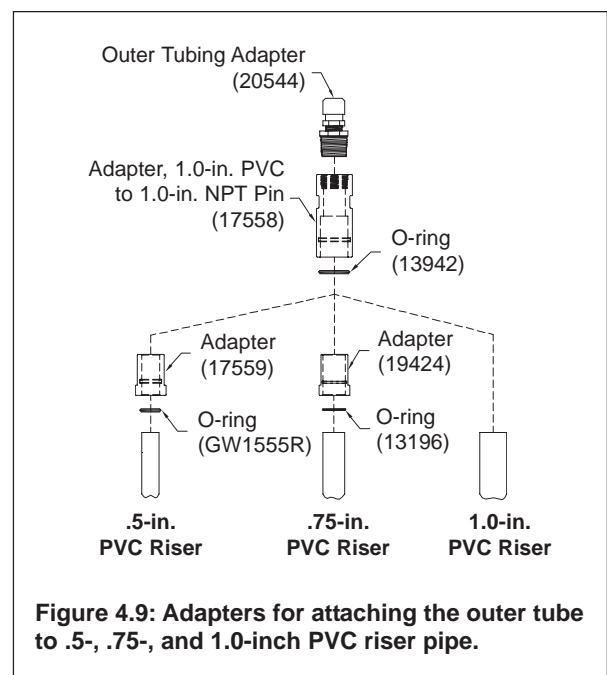 Outer Tubing Adapter
(20544)
Adapter, 1.0-in. PVC
to 1.0-in. NPT Pin
(17558)
O-ring
(13942)
Adapter
(17559)
Adapter
(19424)
O-ring
(GW1555R)
O-ring
(13196)
.5-in.
PVC Riser
.75-in.
PVC Riser
1.0-in.
PVC Riser
Figure 4.9: Adapters for attaching the outer tube
to .5-, .75-, and 1.0-inch PVC riser pipe.